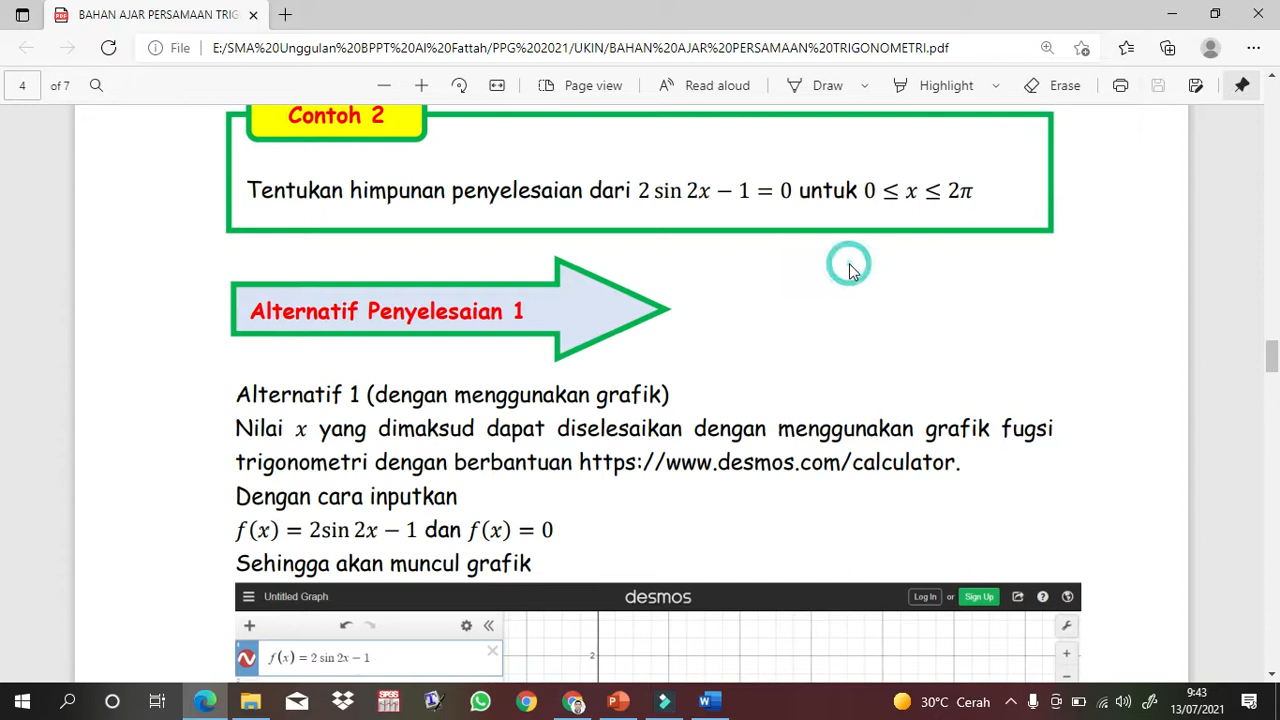 BAHAN AJAR PERSAMAAN TRIG
File E:/SMA%20Unggulan%20BPPT%20Al%20Fattah/PPG%202021/UKIN/BAHAN%20AJAR%20PERSAMAAN%20TRIGONOMETRI.pdf
4 of 7 Page view Read aloud Draw Highlight Erase
Contoh 2
Tentukan himpunan penyelesaian dari 2 sin 2x − 1 = 0 untuk 0 ≤ x ≤ 2π
Alternatif Penyelesaian 1
Alternatif 1 (dengan menggunakan grafik)
Nilai x yang dimaksud dapat diselesaikan dengan menggunakan grafik fugsi
trigonometri dengan berbantuan https://www.desmos.com/calculator.
Dengan cara inputkan
f(x) = 2sin 2x − 1 dan f(x) = 0
Sehingga akan muncul grafik
Untitled Graph desmos Log In or Sign Up
1
f(x) = 2 sin 2x − 1
2
30°C Cerah 9:43
13/07/2021